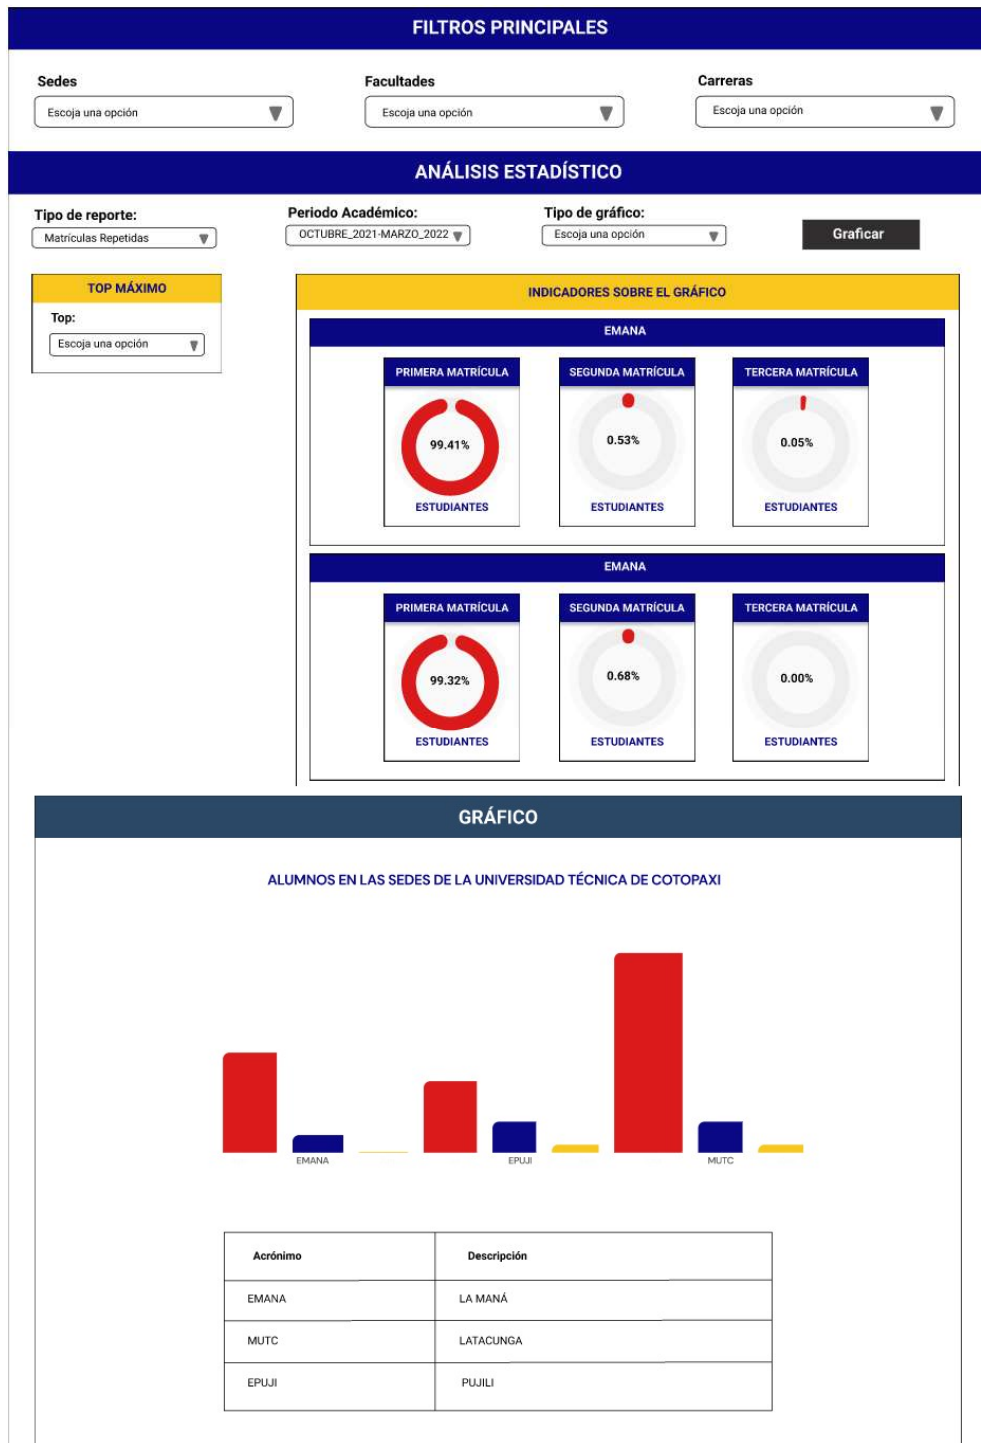 FILTROS PRINCIPALES
Sedes Facultades Carreras
Escoja una opción Escoja una opción Escoja una opción
ANÁLISIS ESTADÍSTICO
Tipo de reporte: Periodo Académico: Tipo de gráfico:
Matrículas Repetidas OCTUBRE_2021-MARZO_2022 Escoja una opción Graficar
TOP MÁXIMO
Top:
Escoja una opción
INDICADORES SOBRE EL GRÁFICO
EMANA
PRIMERA MATRÍCULA SEGUNDA MATRÍCULA TERCERA MATRÍCULA
99.41% 0.53% 0.05%
ESTUDIANTES ESTUDIANTES ESTUDIANTES
EMANA
PRIMERA MATRÍCULA SEGUNDA MATRÍCULA TERCERA MATRÍCULA
99.32% 0.68% 0.00%
ESTUDIANTES ESTUDIANTES ESTUDIANTES
GRÁFICO
ALUMNOS EN LAS SEDES DE LA UNIVERSIDAD TÉCNICA DE COTOPAXI
EMANA EPUJI MUTC
Acrónimo Descripción
EMANA LA MANÁ
MUTC LATACUNGA
EPUJI PUJILI